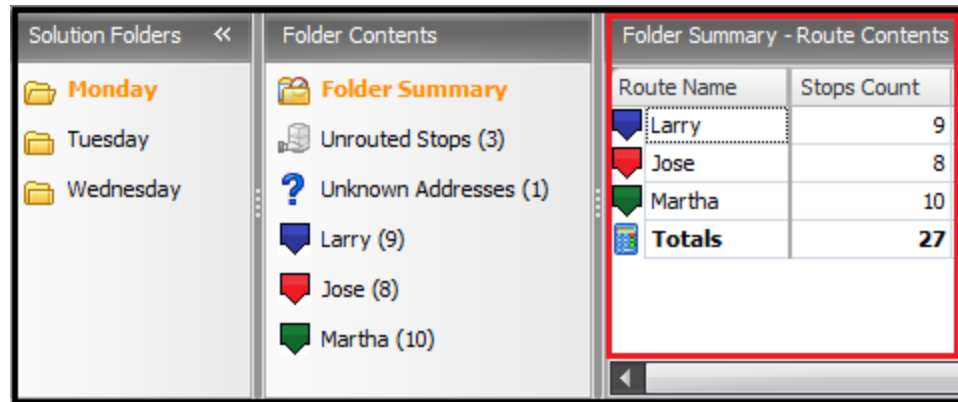 Solution Folders «
Monday
Tuesday
Wednesday
Folder Contents
Folder Summary
Unrouted Stops (3)
? Unknown Addresses (1)
Larry (9)
Jose (8)
Martha (10)
Folder Summary - Route Contents
Route Name Stops Count
Larry 9
Jose 8
Martha 10
Totals 27